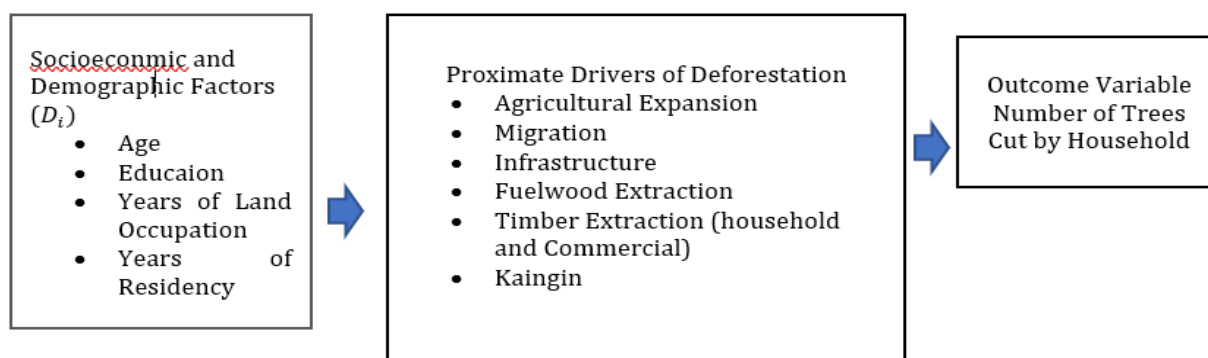 Socioeconmic and
Demographic Factors
(D_i)
• Age
• Educaion
• Years of Land
Occupation
• Years of
Residency
Proximate Drivers of Deforestation
• Agricultural Expansion
• Migration
• Infrastructure
• Fuelwood Extraction
• Timber Extraction (household
and Commercial)
• Kaingin
Outcome Variable
Number of Trees
Cut by Household